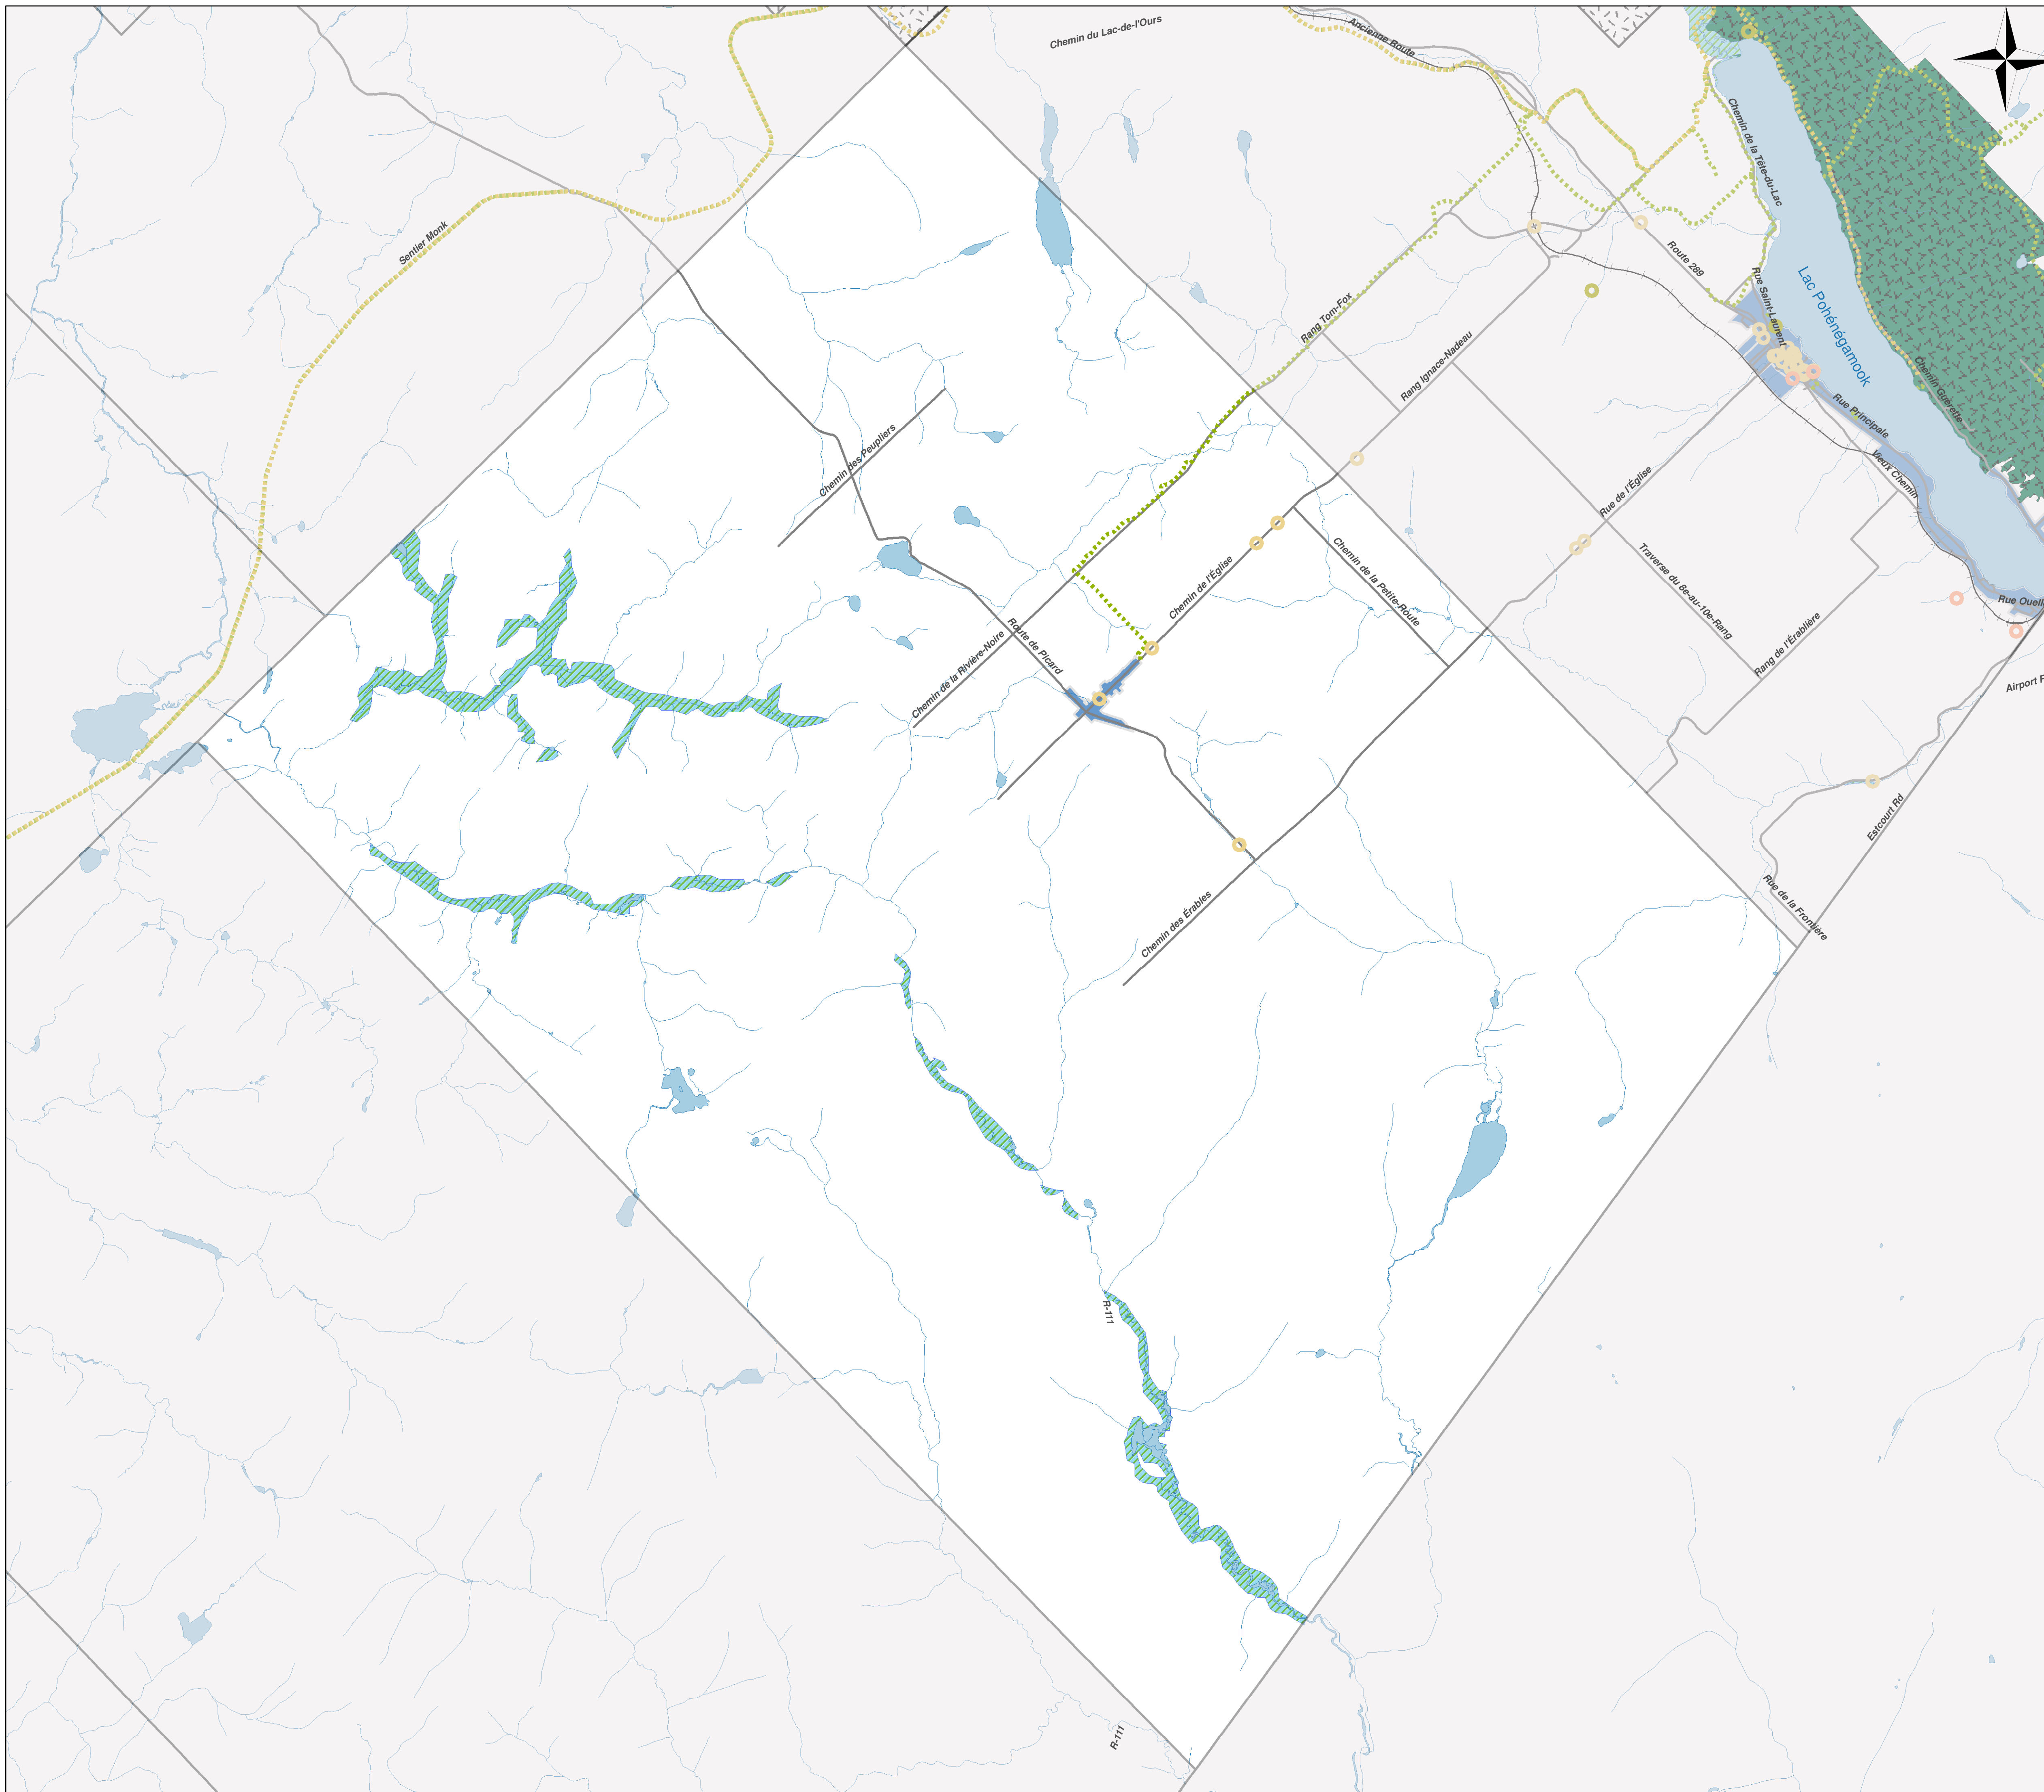 Chemin du Lac-de-l'Ours
Ancienne Route
Chemin de la Tête-du-Lac
Sentier Monk
Route 289
Rue Saint-Laurent
Lac Pohénégamook
Rang Tom-Fox
Rang Ignace-Nadeau
Chemin Guérette
Rue Principale
Chemin des Peupliers
Vieux Chemin
Rue de l'Église
Chemin de l'Église
Chemin de la Petite-Route
Traverse du 8e-au-10e-Rang
Rue Ouell
Chemin de la Rivière-Noire
Route de Picard
Rang de l'Érablière
Airport R
Estcourt Rd
Chemin des Érables
Rue de la Frontière
R-111
R-111